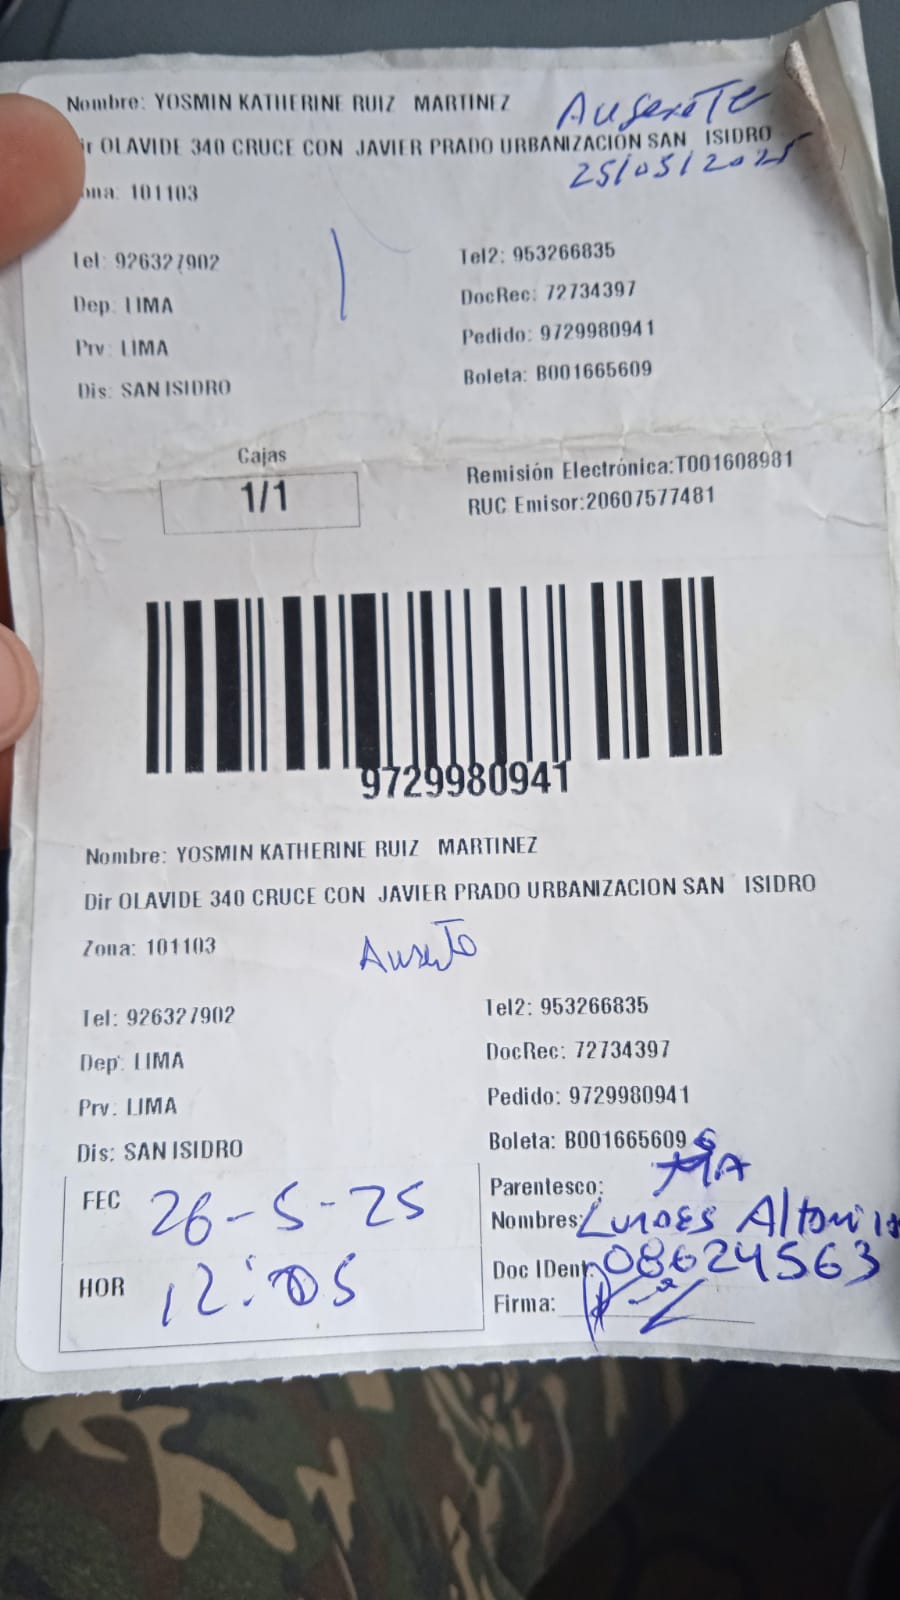 Nombre: YOSMIN KATHERINE RUIZ MARTINEZ
Ausente
ir OLAVIDE 340 CRUCE CON JAVIER PRADO URBANIZACION SAN ISIDRO
25/05/2025
ona: 101103
Tel: 926327902
Tel2: 953266835
Dep: LIMA
DocRec: 72734397
Prv: LIMA
Pedido: 9729980941
Dis: SAN ISIDRO
Boleta: B001665609
Cajas
1/1
Remisión Electrónica:T001608981
RUC Emisor:20607577481
9729980941
Nombre: YOSMIN KATHERINE RUIZ MARTINEZ
Dir OLAVIDE 340 CRUCE CON JAVIER PRADO URBANIZACION SAN ISIDRO
Zona: 101103
Tel: 926327902
Tel2: 953266835
Dep: LIMA
DocRec: 72734397
Prv: LIMA
Pedido: 9729980941
Dis: SAN ISIDRO
Boleta: B001665609
FEC 26-5-25
Parentesco:
Nombres:
HOR 12:05
Doc IDent: 08624563
Firma: